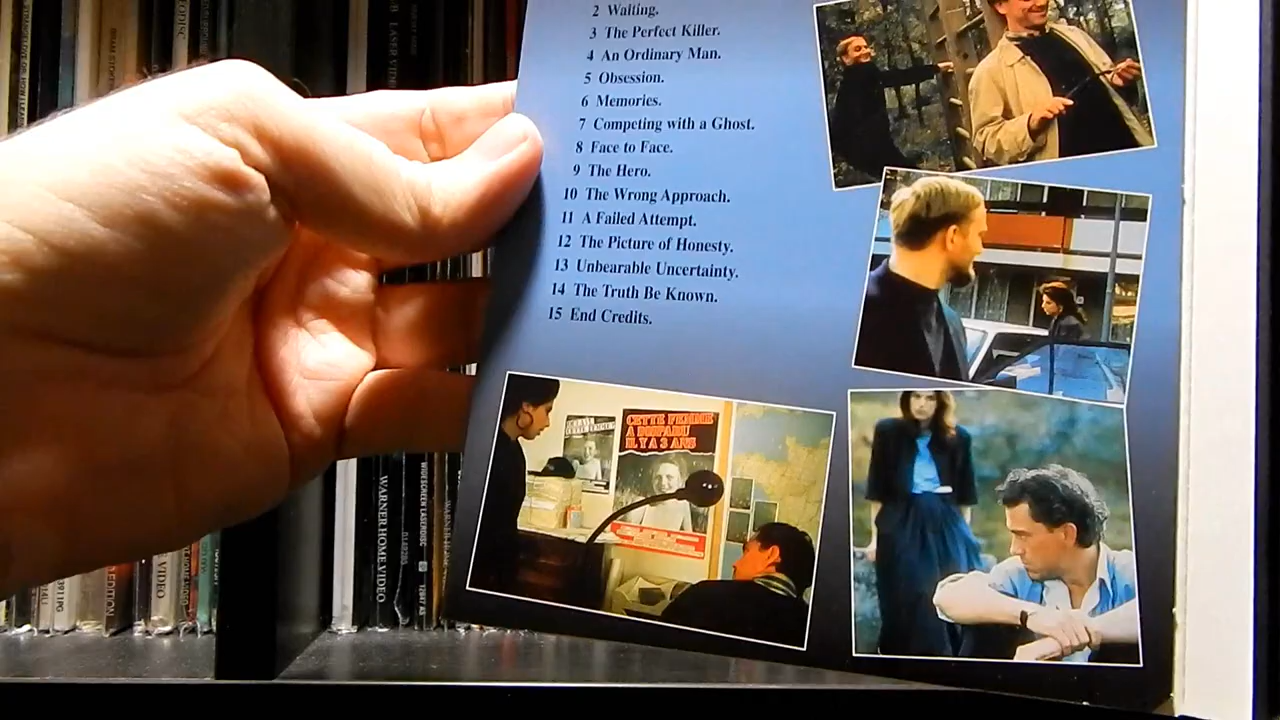 2 Waiting.
3 The Perfect Killer.
4 An Ordinary Man.
5 Obsession.
6 Memories.
7 Competing with a Ghost.
8 Face to Face.
9 The Hero.
10 The Wrong Approach.
11 A Failed Attempt.
12 The Picture of Honesty.
13 Unbearable Uncertainty.
14 The Truth Be Known.
15 End Credits.
CETTE FEMME
A DISPARU
IL Y A 3 ANS
WARNER HOME VIDEO
WIDESCREEN LASERDISC